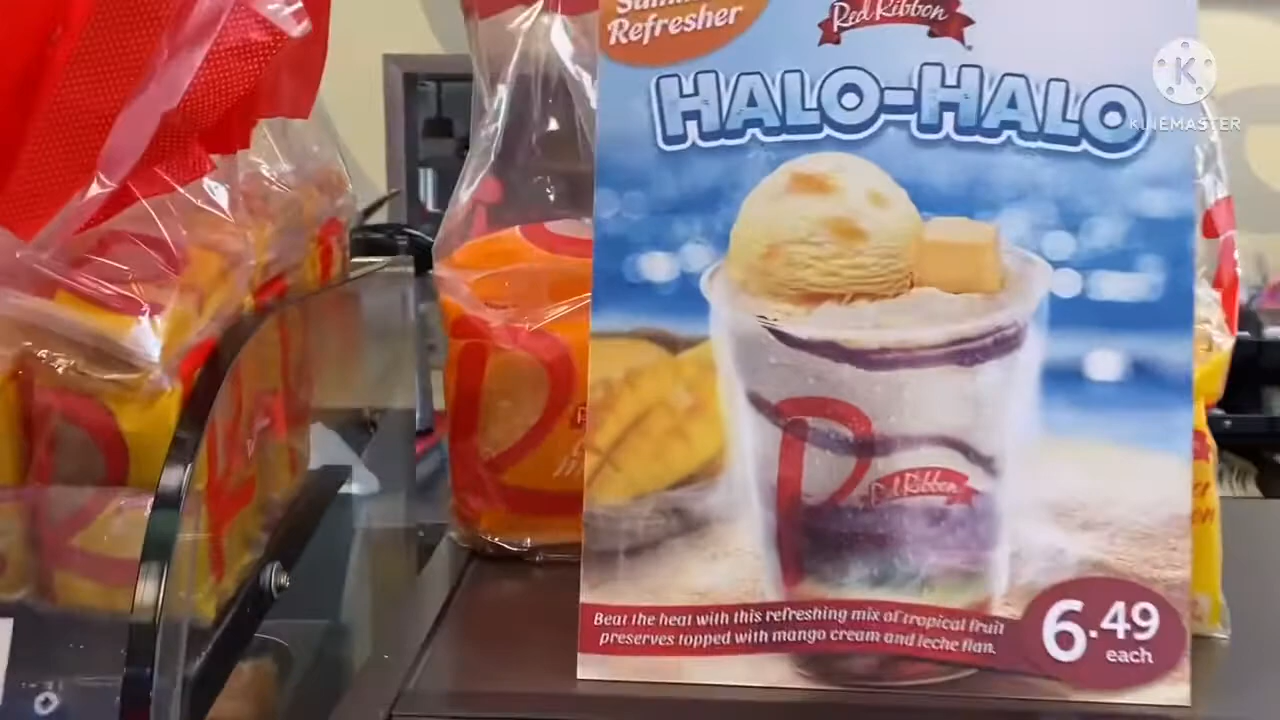 Refresher
Red Ribbon
HALO-HALO
K
KINEMASTER
Red Ribbon
Beat the heat with this refreshing mix of tropical fruit
preserves topped with mango cream and leche flan.
6.49
each